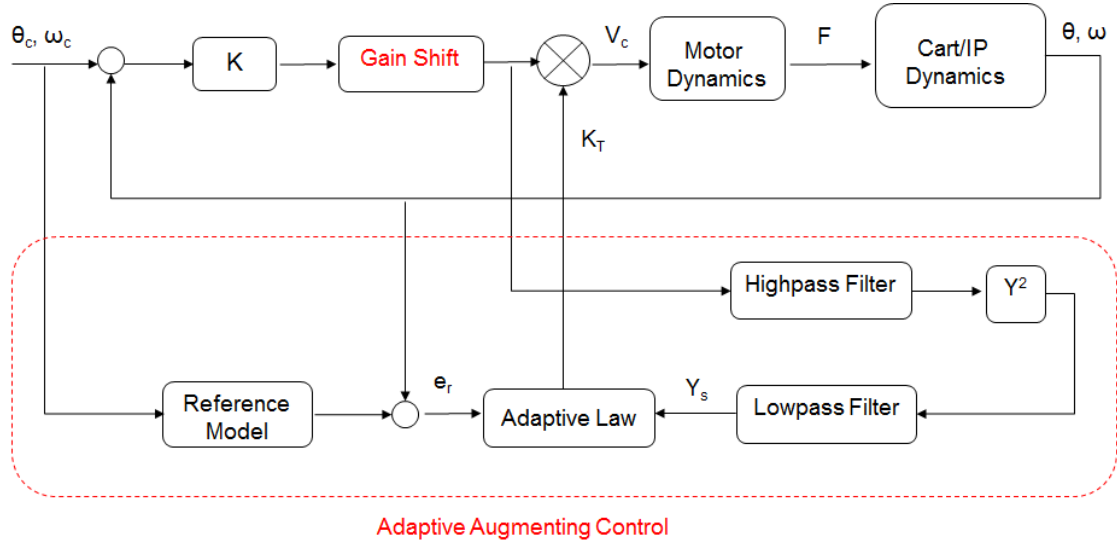 θc, ωc
K
Gain Shift
Vc
Motor
Dynamics
F
Cart/IP
Dynamics
θ, ω
KT
Highpass Filter
Y²
Reference
Model
er
Adaptive Law
Ys
Lowpass Filter
Adaptive Augmenting Control